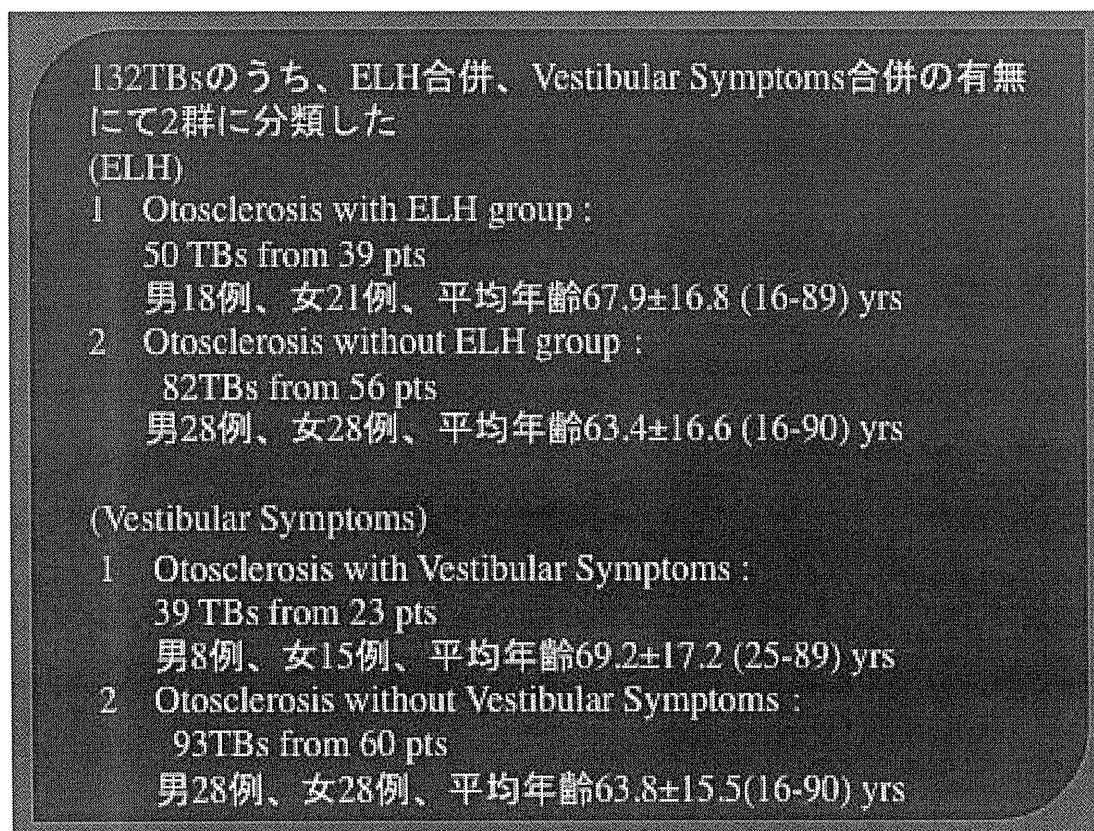 132TBsのうち、ELH合併、Vestibular Symptoms合併の有無
にて2群に分類した
(ELH)
1 Otosclerosis with ELH group :
50 TBs from 39 pts
男18例、女21例、平均年齢67.9±16.8 (16-89) yrs
2 Otosclerosis without ELH group :
82TBs from 56 pts
男28例、女28例、平均年齢63.4±16.6 (16-90) yrs
(Vestibular Symptoms)
1 Otosclerosis with Vestibular Symptoms :
39 TBs from 23 pts
男8例、女15例、平均年齢69.2±17.2 (25-89) yrs
2 Otosclerosis without Vestibular Symptoms :
93TBs from 60 pts
男28例、女28例、平均年齢63.8±15.5(16-90) yrs